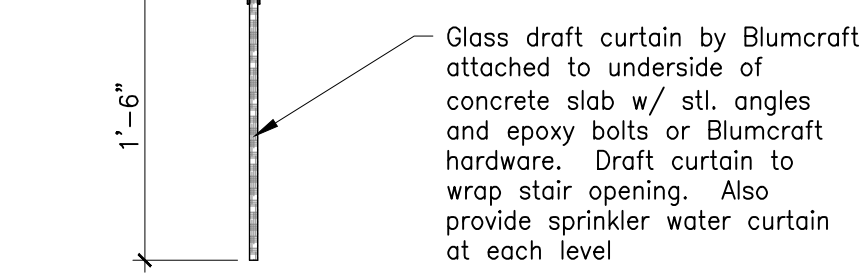 1'-6"
Glass draft curtain by Blumcraft
attached to underside of
concrete slab w/ stl. angles
and epoxy bolts or Blumcraft
hardware.  Draft curtain to
wrap stair opening.  Also
provide sprinkler water curtain
at each level